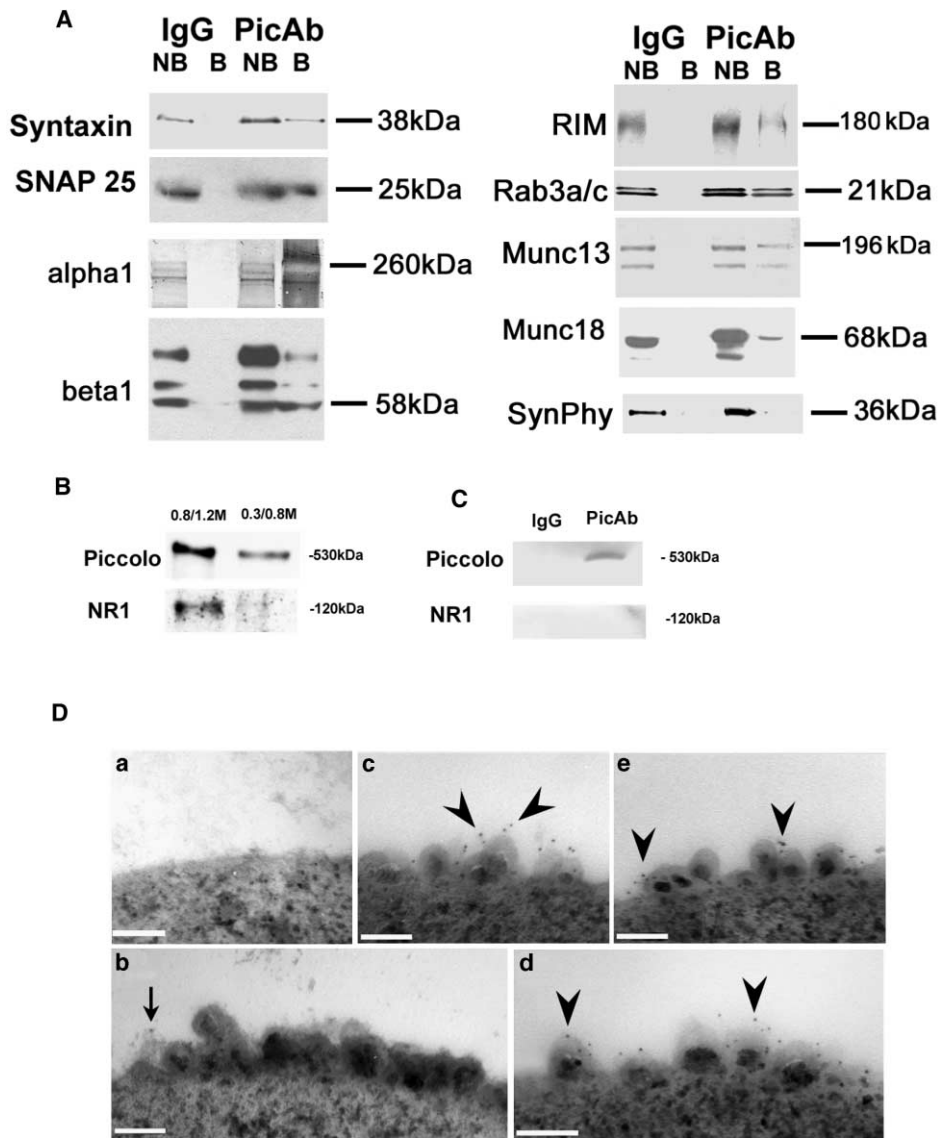 A
IgG PicAb
NB B NB B
Syntaxin 38kDa
SNAP 25 25kDa
alpha1 260kDa
beta1 58kDa
IgG PicAb
NB B NB B
RIM 180 kDa
Rab3a/c 21kDa
Munc13 196kDa
Munc18 68kDa
SynPhy 36kDa
B
0.8/1.2M 0.3/0.8M
Piccolo -530kDa
NR1 -120kDa
C
IgG PicAb
Piccolo - 530kDa
NR1 -120kDa
D
a
c
e
b
d